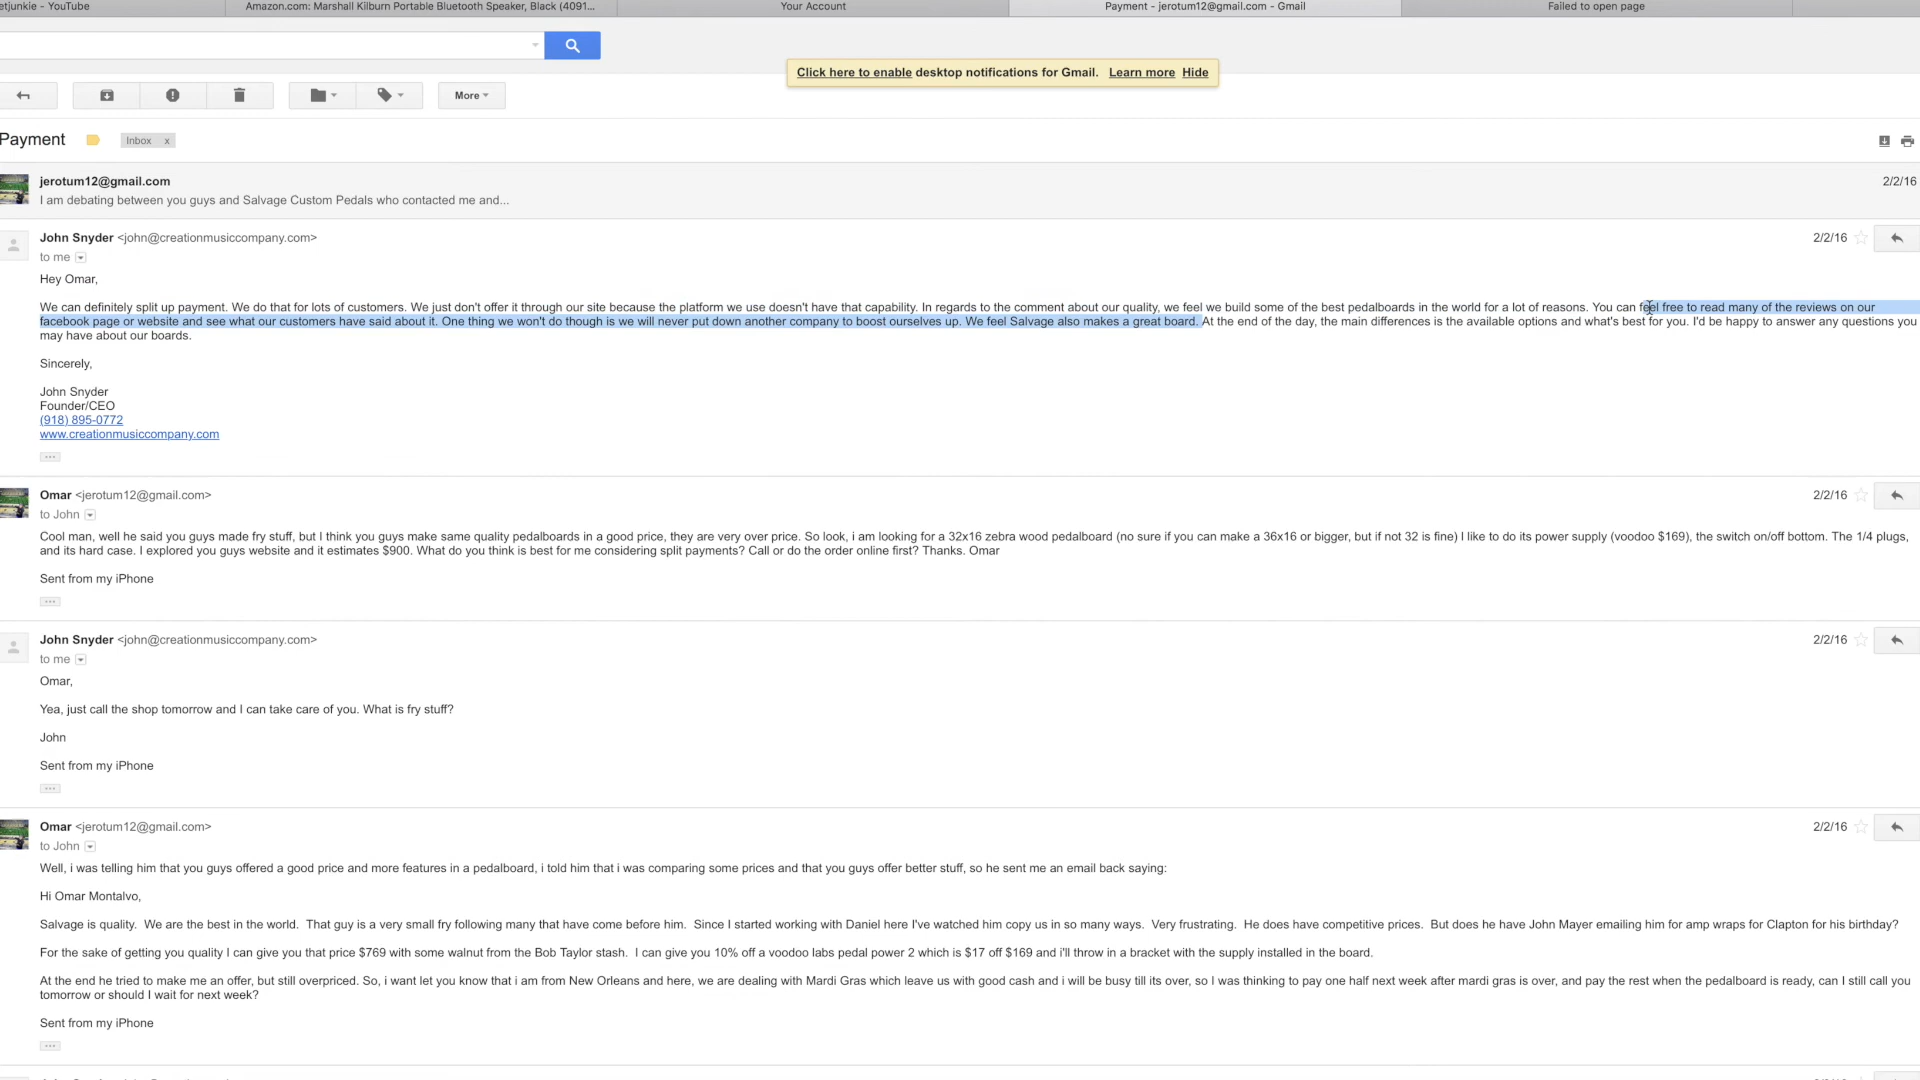 etjunkie - YouTube
Amazon.com: Marshall Kilburn Portable Bluetooth Speaker, Black (4091...
Your Account
Payment - jerotum12@gmail.com - Gmail
Failed to open page
Click here to enable desktop notifications for Gmail. Learn more Hide
More
Payment
Inbox x
jerotum12@gmail.com
2/2/16
I am debating between you guys and Salvage Custom Pedals who contacted me and...
John Snyder <john@creationmusiccompany.com>
2/2/16
to me
Hey Omar,
We can definitely split up payment. We do that for lots of customers. We just don't offer it through our site because the platform we use doesn't have that capability. In regards to the comment about our quality, we feel we build some of the best pedalboards in the world for a lot of reasons. You can feel free to read many of the reviews on our
facebook page or website and see what our customers have said about it. One thing we won't do though is we will never put down another company to boost ourselves up. We feel Salvage also makes a great board. At the end of the day, the main differences is the available options and what's best for you. I'd be happy to answer any questions you
may have about our boards.
Sincerely,
John Snyder
Founder/CEO
(918) 895-0772
www.creationmusiccompany.com
Omar <jerotum12@gmail.com>
2/2/16
to John
Cool man, well he said you guys made fry stuff, but I think you guys make same quality pedalboards in a good price, they are very over price. So look, i am looking for a 32x16 zebra wood pedalboard (no sure if you can make a 36x16 or bigger, but if not 32 is fine) I like to do its power supply (voodoo $169), the switch on/off bottom. The 1/4 plugs,
and its hard case. I explored you guys website and it estimates $900. What do you think is best for me considering split payments? Call or do the order online first? Thanks. Omar
Sent from my iPhone
John Snyder <john@creationmusiccompany.com>
2/2/16
to me
Omar,
Yea, just call the shop tomorrow and I can take care of you. What is fry stuff?
John
Sent from my iPhone
Omar <jerotum12@gmail.com>
2/2/16
to John
Well, i was telling him that you guys offered a good price and more features in a pedalboard, i told him that i was comparing some prices and that you guys offer better stuff, so he sent me an email back saying:
Hi Omar Montalvo,
Salvage is quality. We are the best in the world. That guy is a very small fry following many that have come before him. Since I started working with Daniel here I've watched him copy us in so many ways. Very frustrating. He does have competitive prices. But does he have John Mayer emailing him for amp wraps for Clapton for his birthday?
For the sake of getting you quality I can give you that price $769 with some walnut from the Bob Taylor stash. I can give you 10% off a voodoo labs pedal power 2 which is $17 off $169 and i'll throw in a bracket with the supply installed in the board.
At the end he tried to make me an offer, but still overpriced. So, i want let you know that i am from New Orleans and here, we are dealing with Mardi Gras which leave us with good cash and i will be busy till its over, so I was thinking to pay one half next week after mardi gras is over, and pay the rest when the pedalboard is ready, can I still call you
tomorrow or should I wait for next week?
Sent from my iPhone